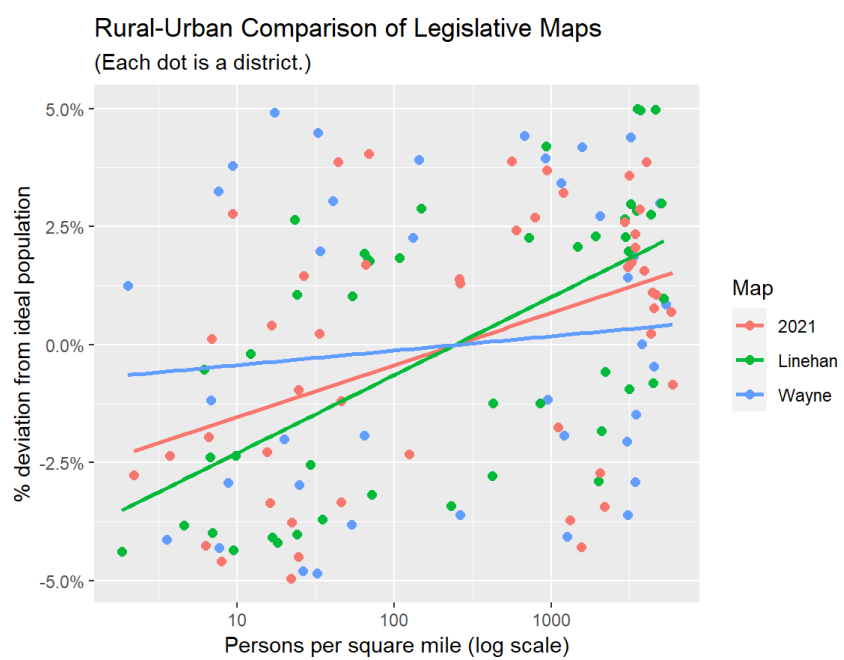 Rural-Urban Comparison of Legislative Maps
(Each dot is a district.)
% deviation from ideal population
5.0%
2.5%
0.0%
-2.5%
-5.0%
10
100
1000
Persons per square mile (log scale)
Map
2021
Linehan
Wayne